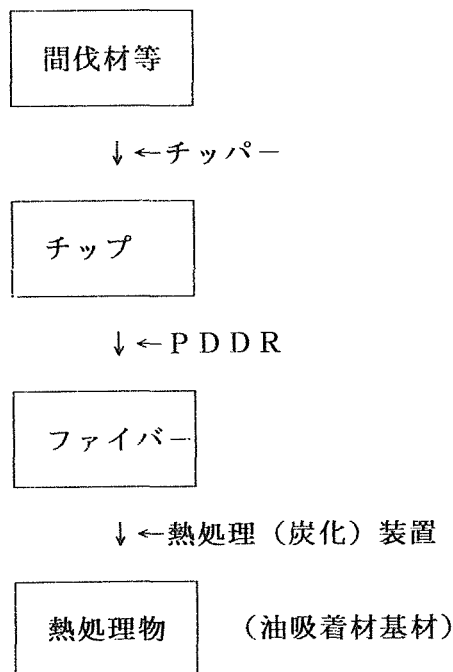 間伐材等
↓←チッパー
チップ
↓←ＰＤＤＲ
ファイバー
↓←熱処理（炭化）装置
熱処理物　（油吸着材基材）